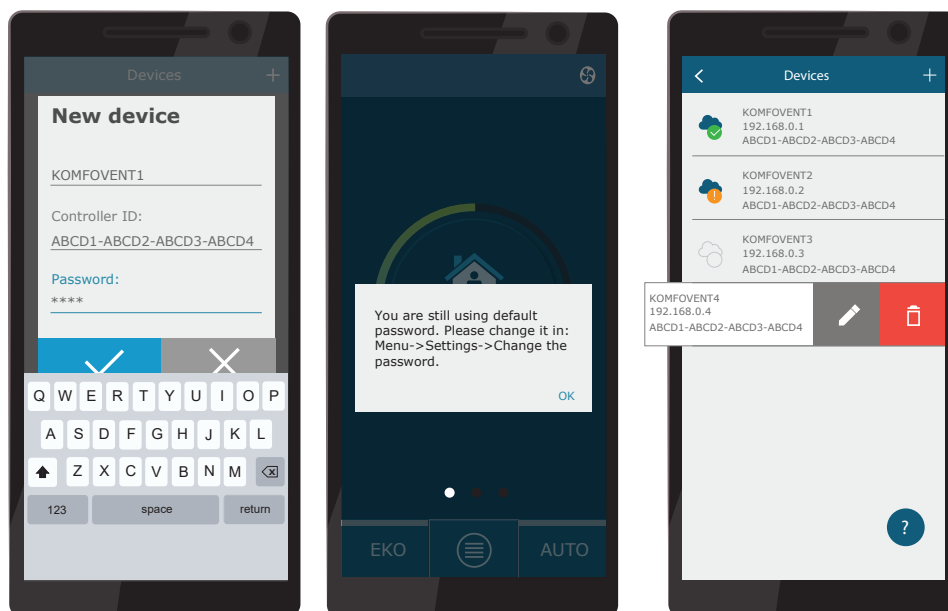 Devices
+
New device
KOMFOVENT1
Controller ID:
ABCD1-ABCD2-ABCD3-ABCD4
Password:
****
Q W E R T Y U I O P
A S D F G H J K L
Z X C V B N M
123 space return
You are still using default
password. Please change it in:
Menu->Settings->Change the
password.
OK
EKO
AUTO
Devices
+
KOMFOVENT1
192.168.0.1
ABCD1-ABCD2-ABCD3-ABCD4
KOMFOVENT2
192.168.0.2
ABCD1-ABCD2-ABCD3-ABCD4
!
KOMFOVENT3
192.168.0.3
ABCD1-ABCD2-ABCD3-ABCD4
KOMFOVENT4
192.168.0.4
ABCD1-ABCD2-ABCD3-ABCD4
?